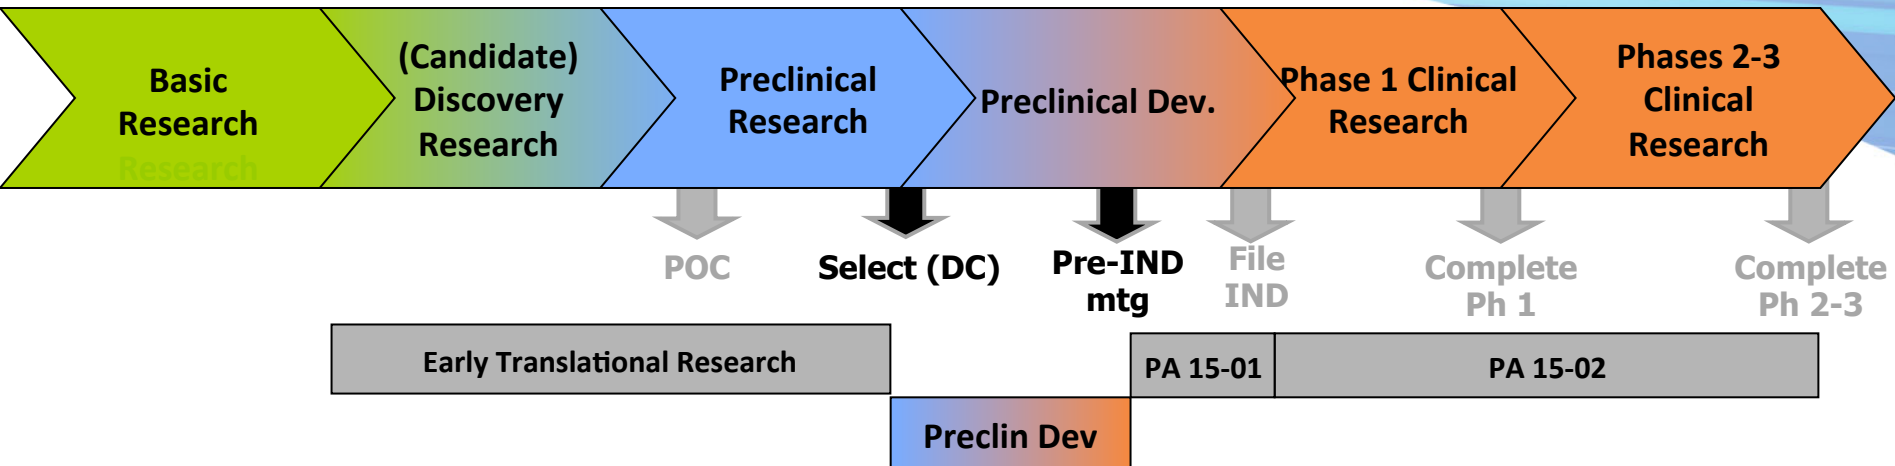 Basic
Research
Research
(Candidate)
Discovery
Research
Preclinical
Research
Preclinical Dev.
Phase 1 Clinical
Research
Phases 2-3
Clinical
Research
POC
Select (DC)
Pre-IND
mtg
File
IND
Complete
Ph 1
Complete
Ph 2-3
Early Translational Research
PA 15-01
PA 15-02
Preclin Dev